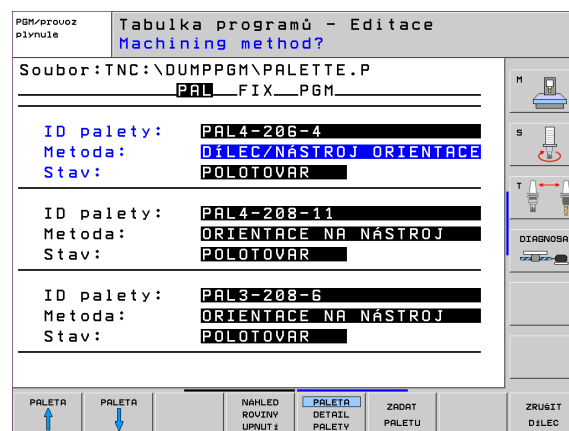 PGM/provoz
plynule
Tabulka programů - Editace
Machining method?
Soubor:TNC:\DUMPPGM\PALETTE.P
PAL FIX PGM
ID palety: PAL4-206-4
Metoda: DíLEC/NáSTROJ ORIENTACE
Stav: POLOTOVAR
ID palety: PAL4-208-11
Metoda: ORIENTACE NA NáSTROJ
Stav: POLOTOVAR
ID palety: PAL3-208-6
Metoda: ORIENTACE NA NáSTROJ
Stav: POLOTOVAR
M
S
T
DIAGNOSA
PALETA
PALETA
NáHLED
ROVINY
UPNUTí
PALETA
DETAIL
PALETY
ZADAT
PALETU
ZRUŠIT
DíLEC